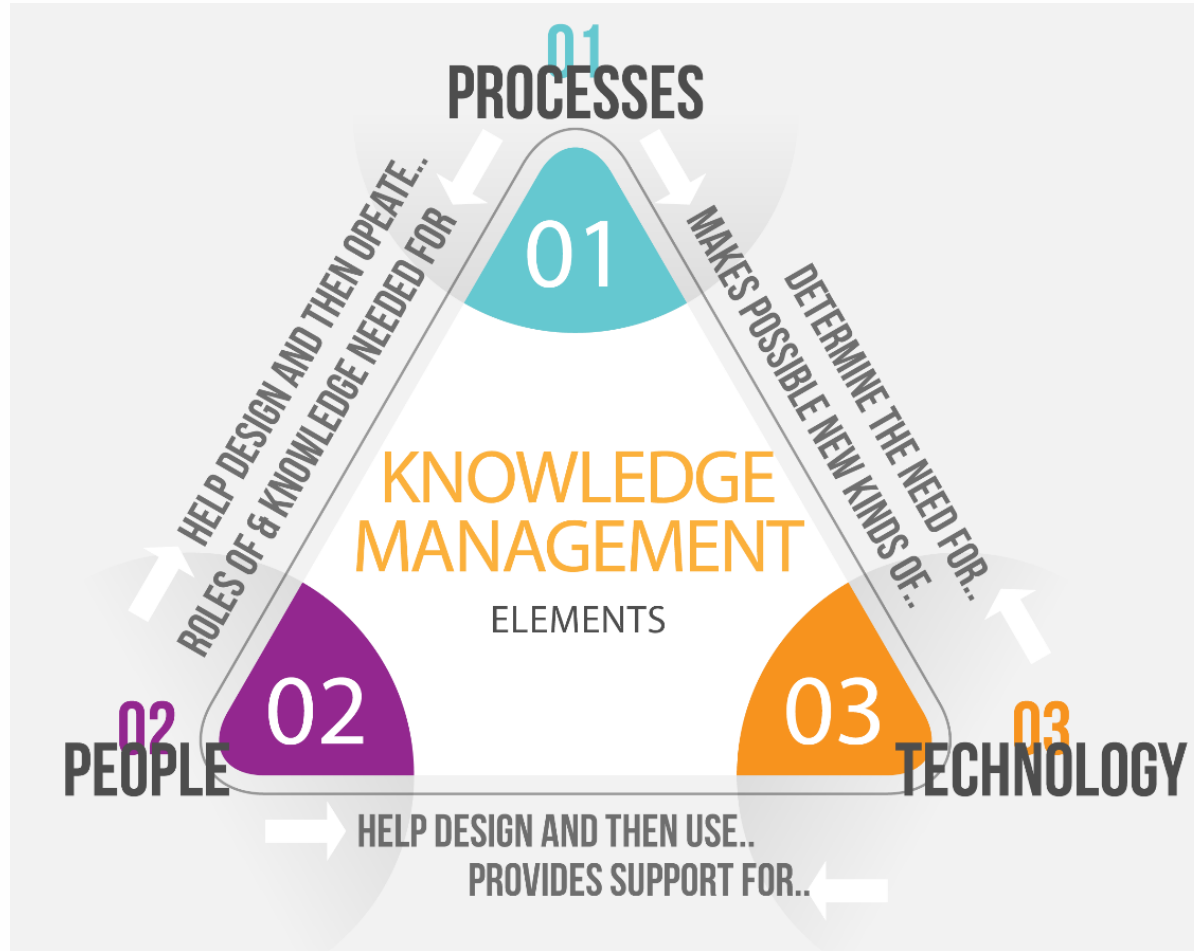 01
PROCESSES
01
HELP DESIGN AND THEN OPEATE..
ROLES OF & KNOWLEDGE NEEDED FOR
MAKES POSSIBLE NEW KINDS OF..
DETERMINE THE NEED FOR..
KNOWLEDGE
MANAGEMENT
ELEMENTS
02
PEOPLE
02
03
03
TECHNOLOGY
HELP DESIGN AND THEN USE..
PROVIDES SUPPORT FOR..